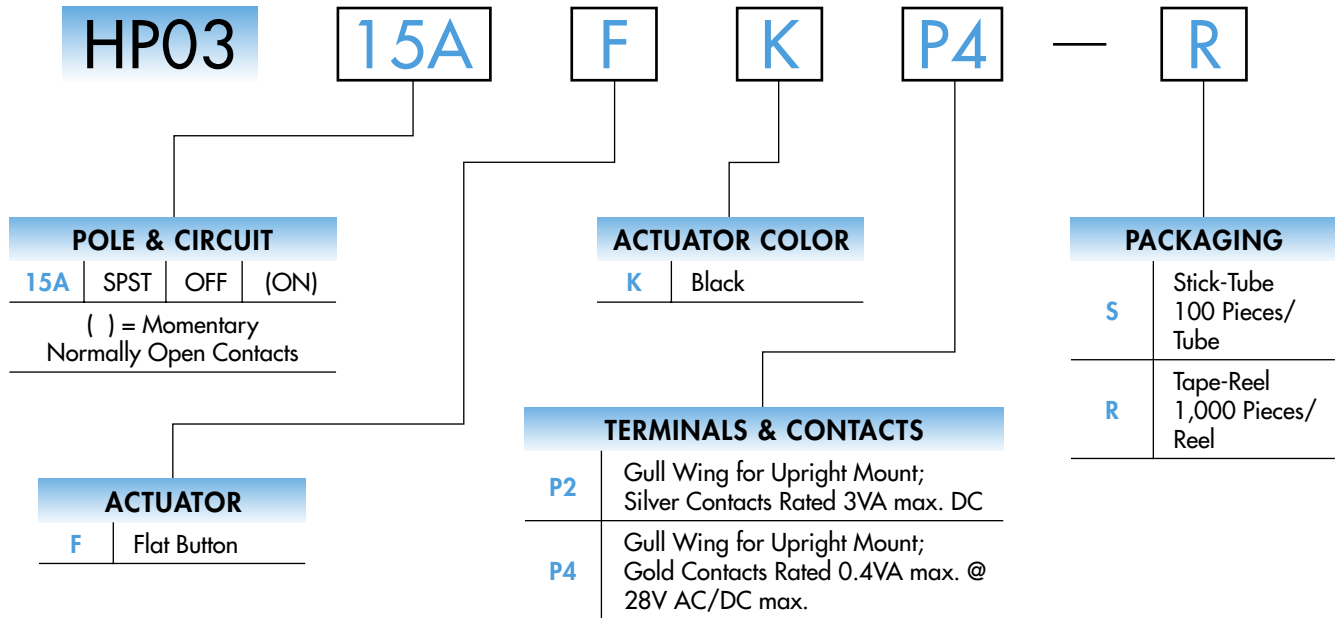 HP03 15A F K P4 — R
POLE & CIRCUIT
15A SPST OFF (ON)
( ) = Momentary
Normally Open Contacts
ACTUATOR
F Flat Button
ACTUATOR COLOR
K Black
TERMINALS & CONTACTS
P2 Gull Wing for Upright Mount;
Silver Contacts Rated 3VA max. DC
P4 Gull Wing for Upright Mount;
Gold Contacts Rated 0.4VA max. @
28V AC/DC max.
PACKAGING
S Stick-Tube
100 Pieces/
Tube
R Tape-Reel
1,000 Pieces/
Reel